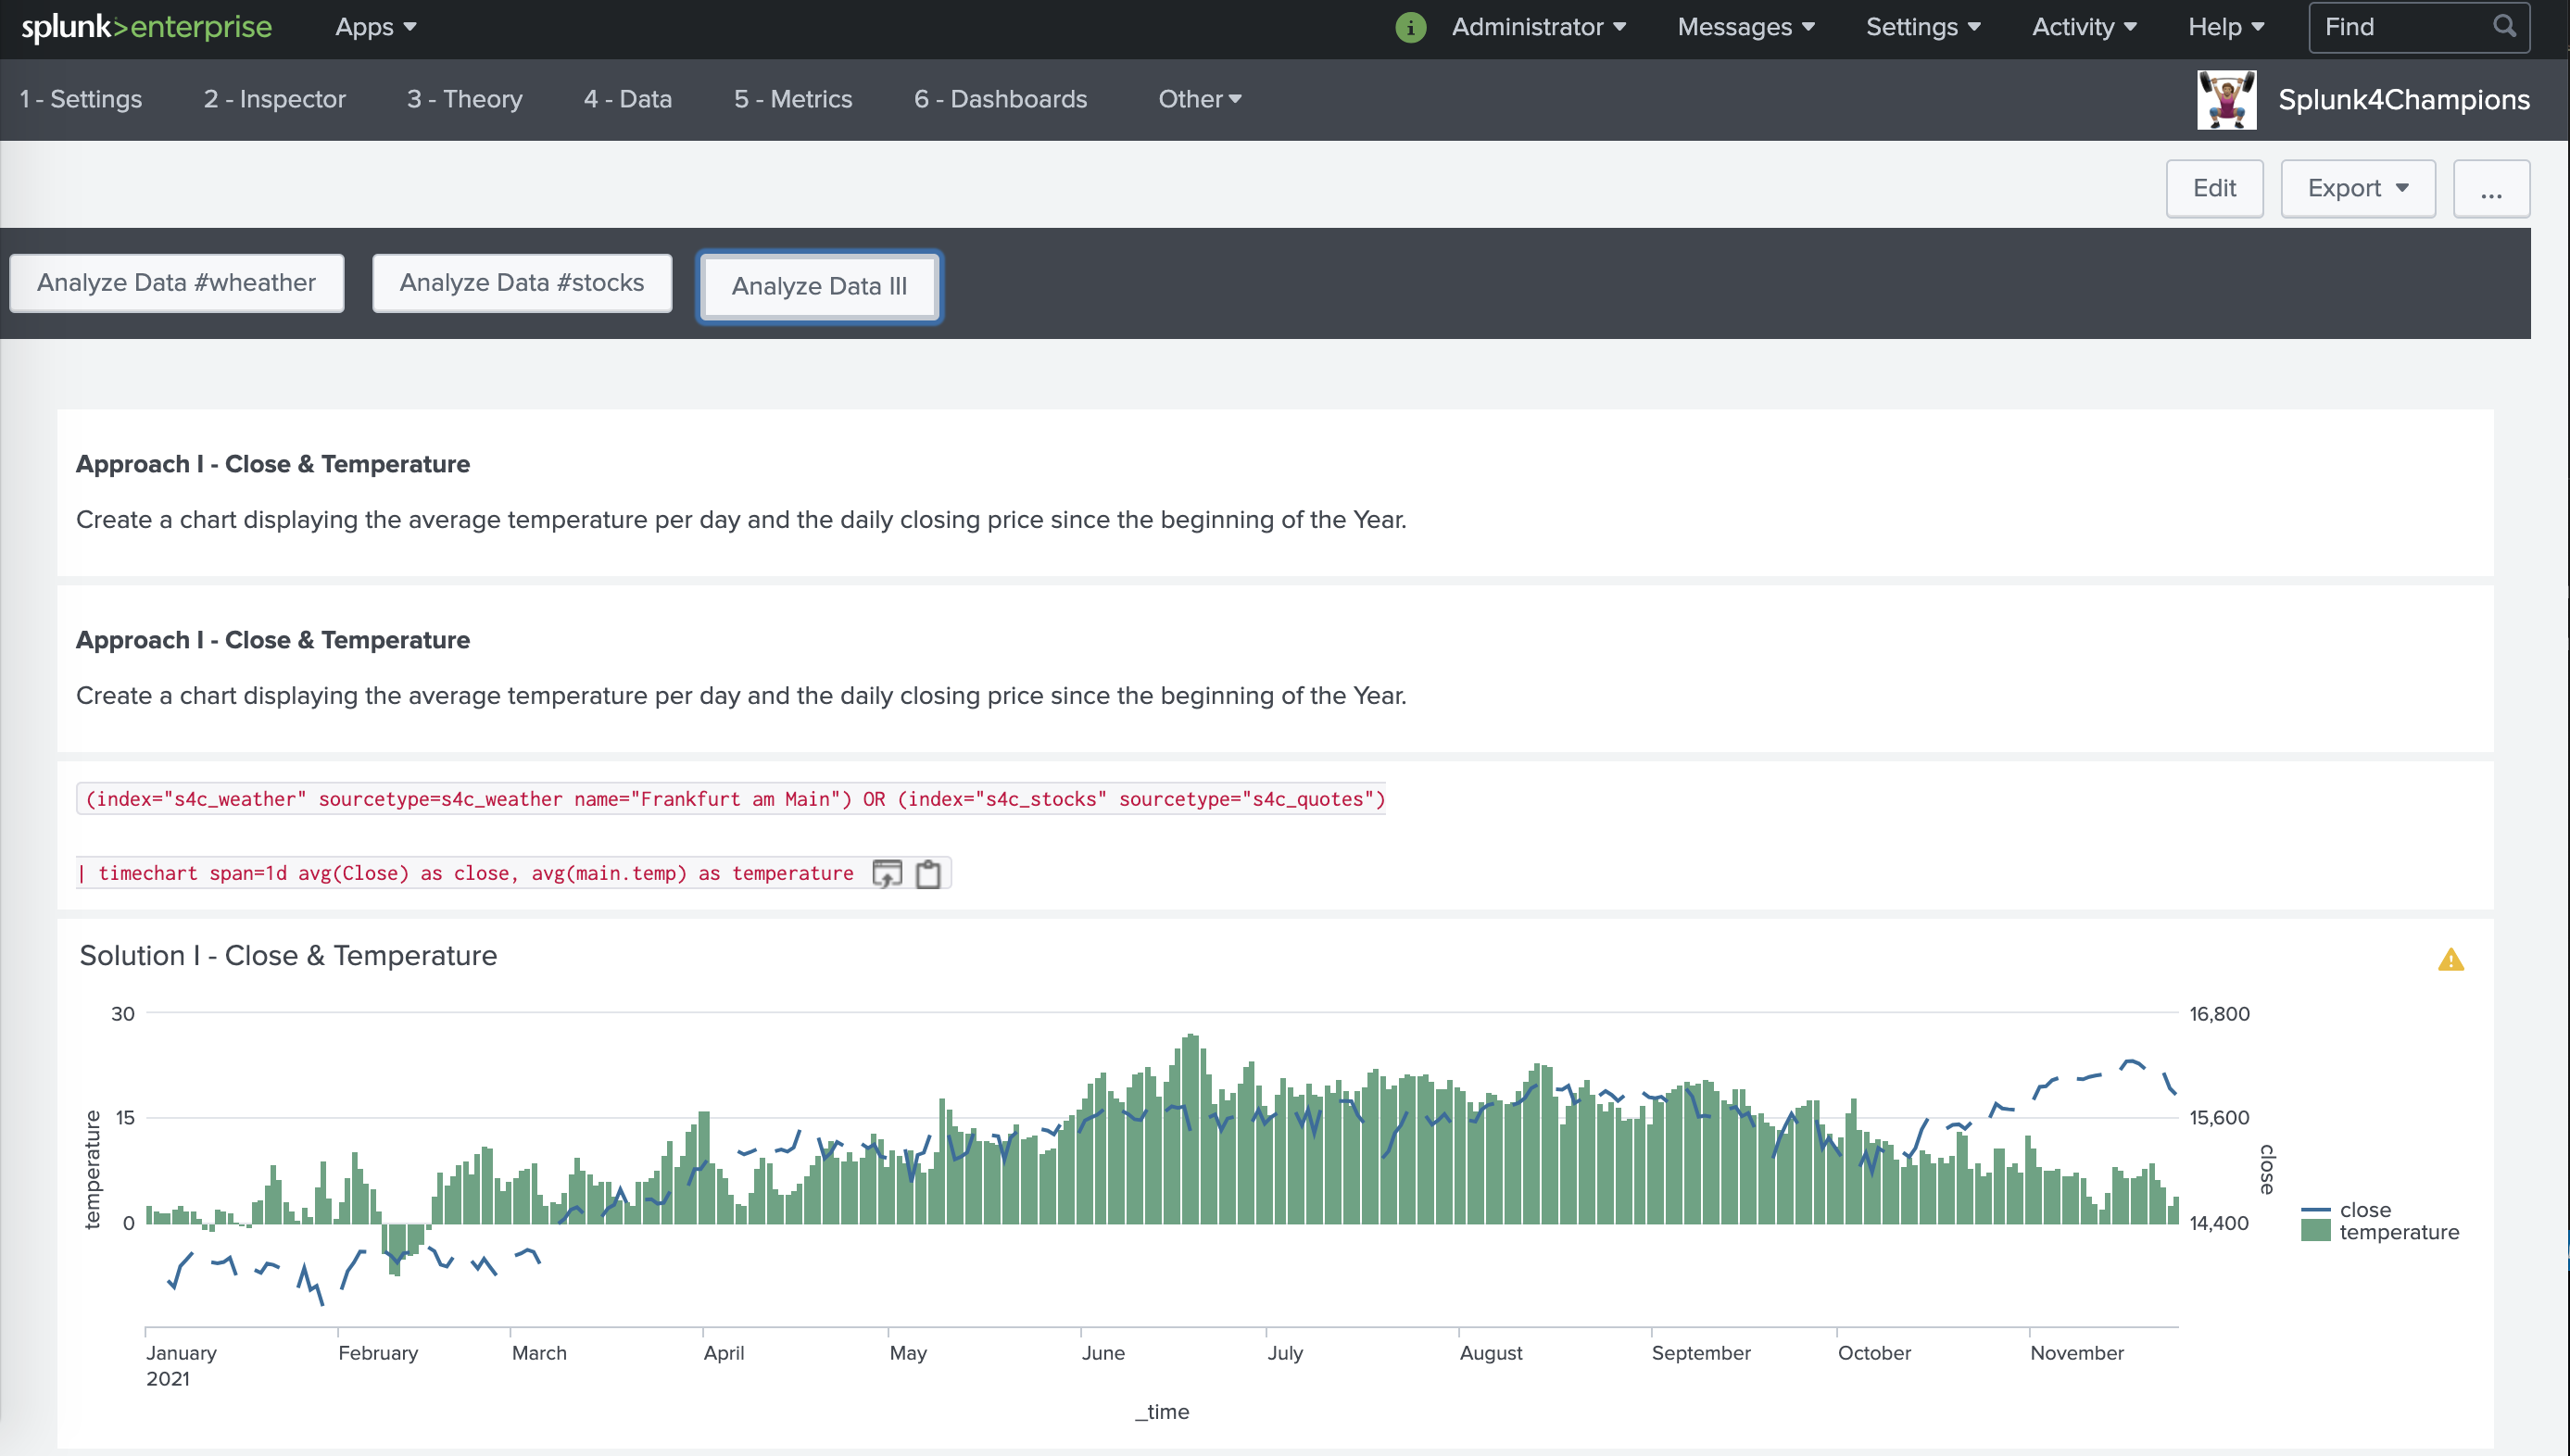 splunk>enterprise Apps i Administrator Messages Settings Activity Help Find
1 - Settings 2 - Inspector 3 - Theory 4 - Data 5 - Metrics 6 - Dashboards Other Splunk4Champions
Edit Export ...
Analyze Data #wheather Analyze Data #stocks Analyze Data III
Approach I - Close & Temperature
Create a chart displaying the average temperature per day and the daily closing price since the beginning of the Year.
Approach I - Close & Temperature
Create a chart displaying the average temperature per day and the daily closing price since the beginning of the Year.
(index="s4c_weather" sourcetype=s4c_weather name="Frankfurt am Main") OR (index="s4c_stocks" sourcetype="s4c_quotes")
| timechart span=1d avg(Close) as close, avg(main.temp) as temperature
Solution I - Close & Temperature
30 16,800
15 15,600
0 14,400
temperature
close
close
temperature
January February March April May June July August September October November
2021
_time